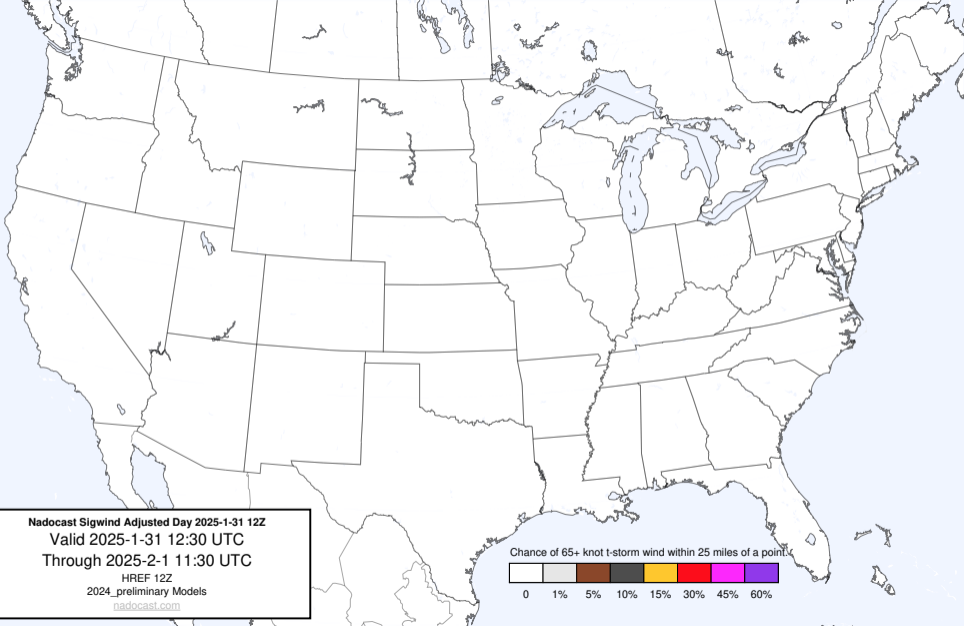 Nadocast Sigwind Adjusted Day 2025-1-31 12Z
Valid 2025-1-31 12:30 UTC
Through 2025-2-1 11:30 UTC
HREF 12Z
2024_preliminary Models
nadocast.com
Chance of 65+ knot t-storm wind within 25 miles of a point.
0 1% 5% 10% 15% 30% 45% 60%